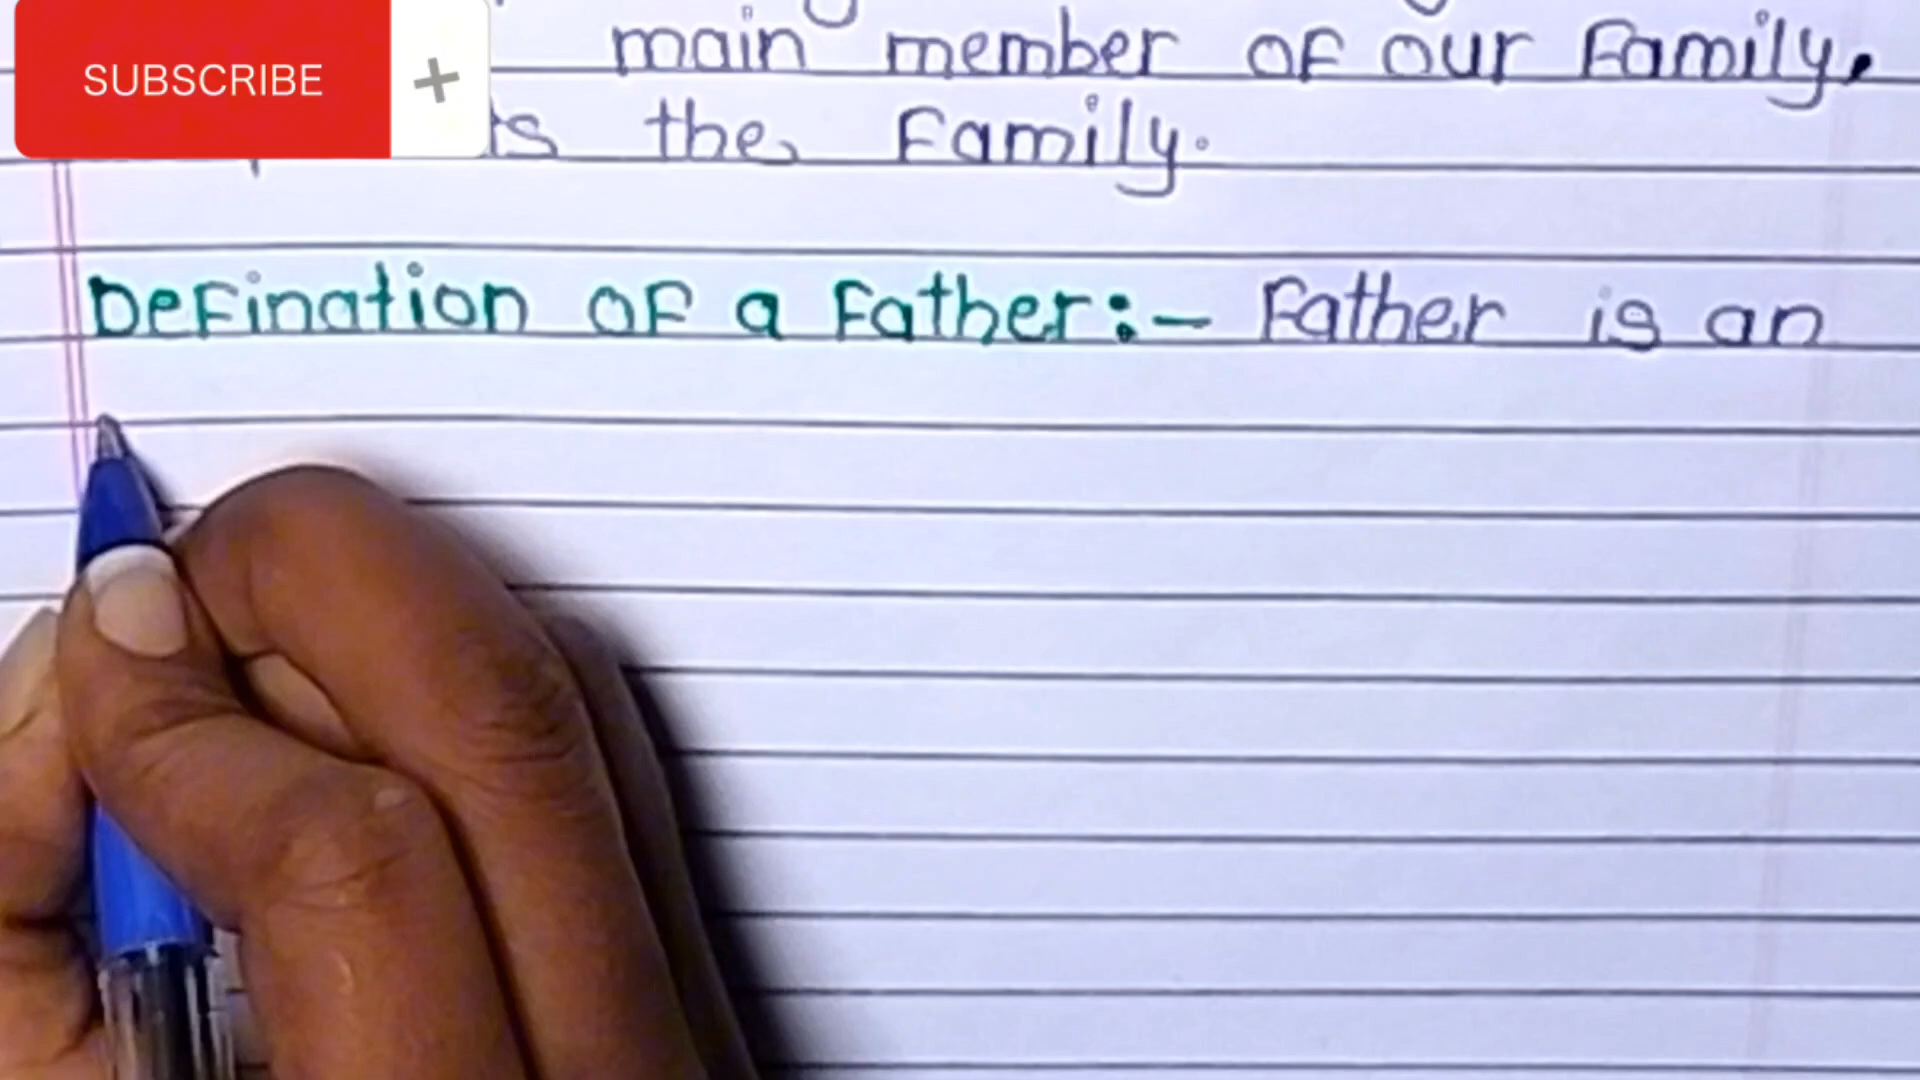 main member of our Family,
the Family.
Defination of a Father:- Father is an
SUBSCRIBE +